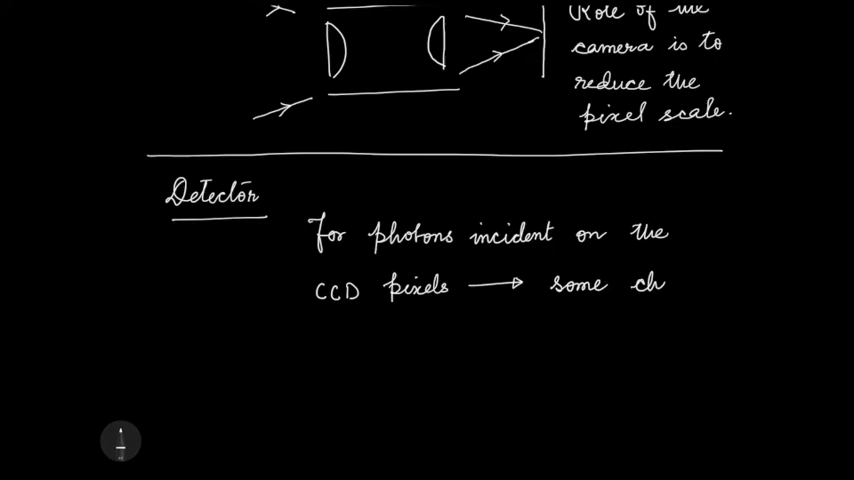 Role of the
camera is to
reduce the
pixel scale.
Detector
For photons incident on the
CCD pixels → some ch